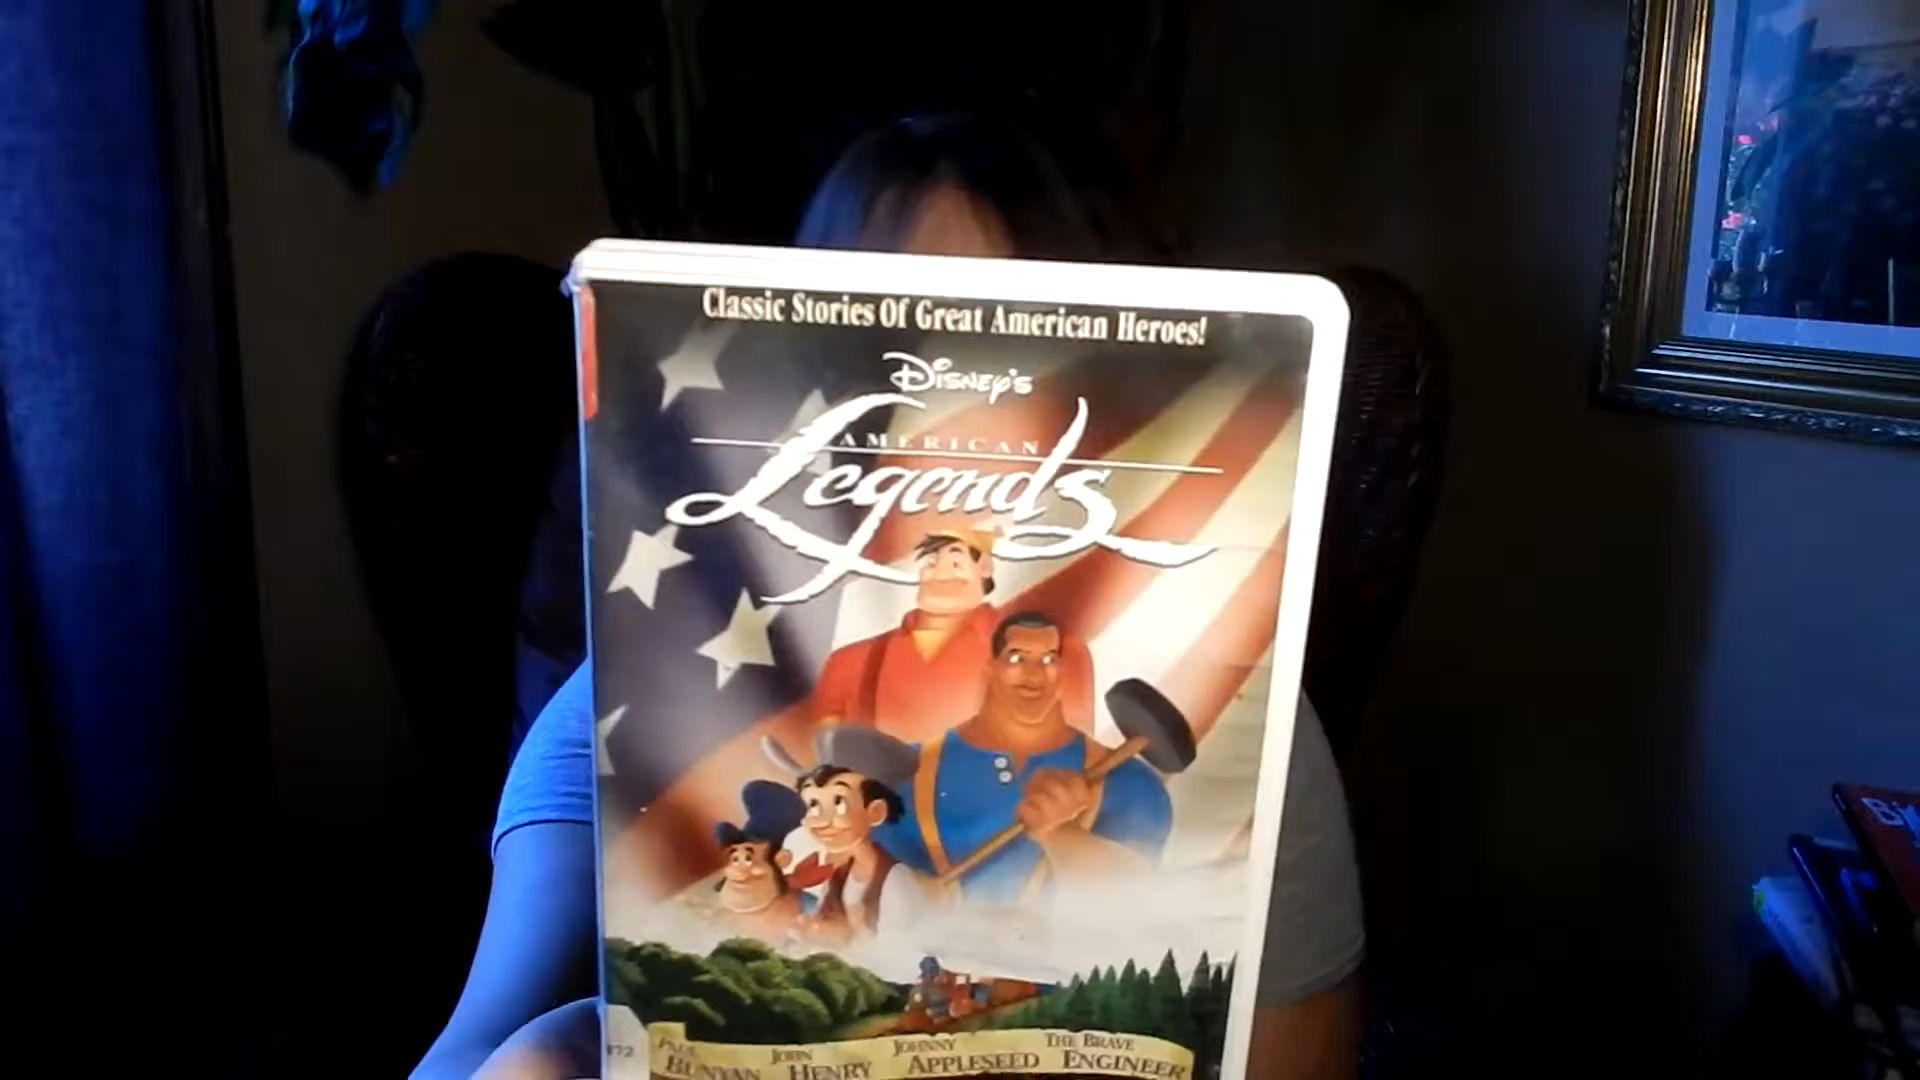 Classic Stories Of Great American Heroes!
Disney's
AMERICAN
Legends
PAUL BUNYAN
JOHN HENRY
JOHNNY APPLESEED
THE BRAVE ENGINEER